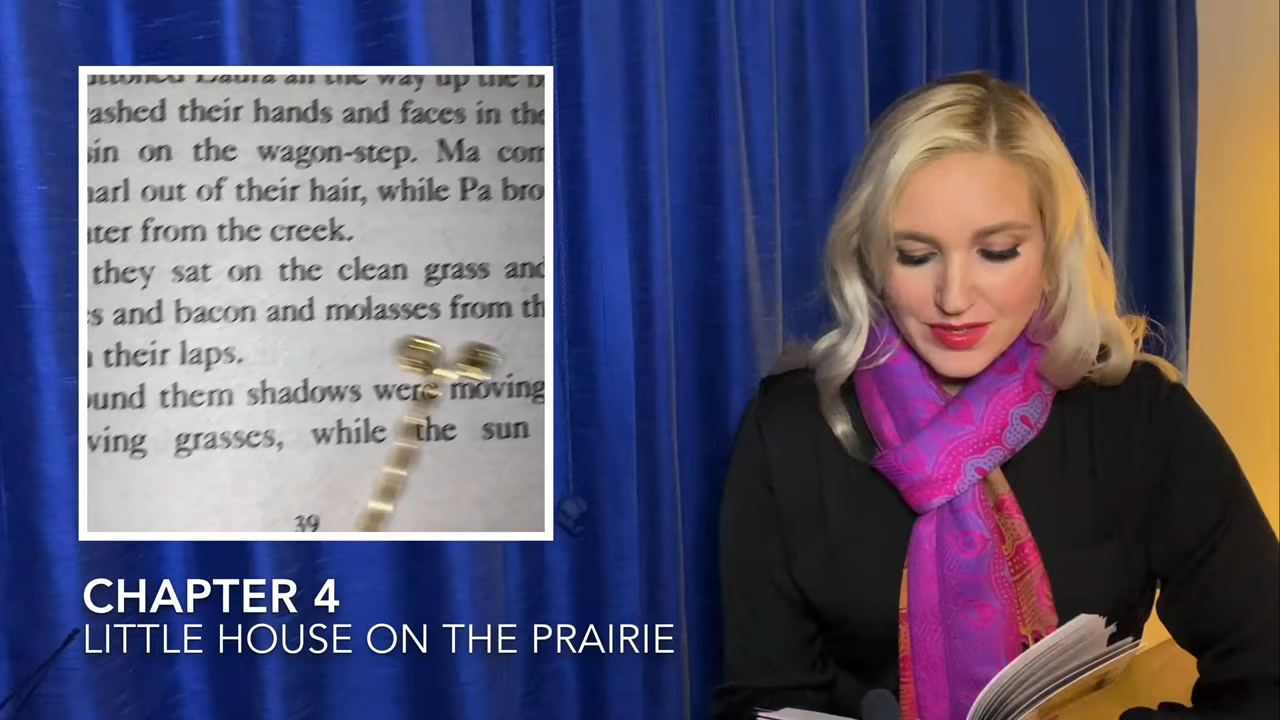 ashed their hands and faces in the
sin on the wagon-step. Ma com
narl out of their hair, while Pa bro
ter from the creek.
they sat on the clean grass and
s and bacon and molasses from th
their laps.
und them shadows were moving
ving grasses, while the sun
39
CHAPTER 4
LITTLE HOUSE ON THE PRAIRIE